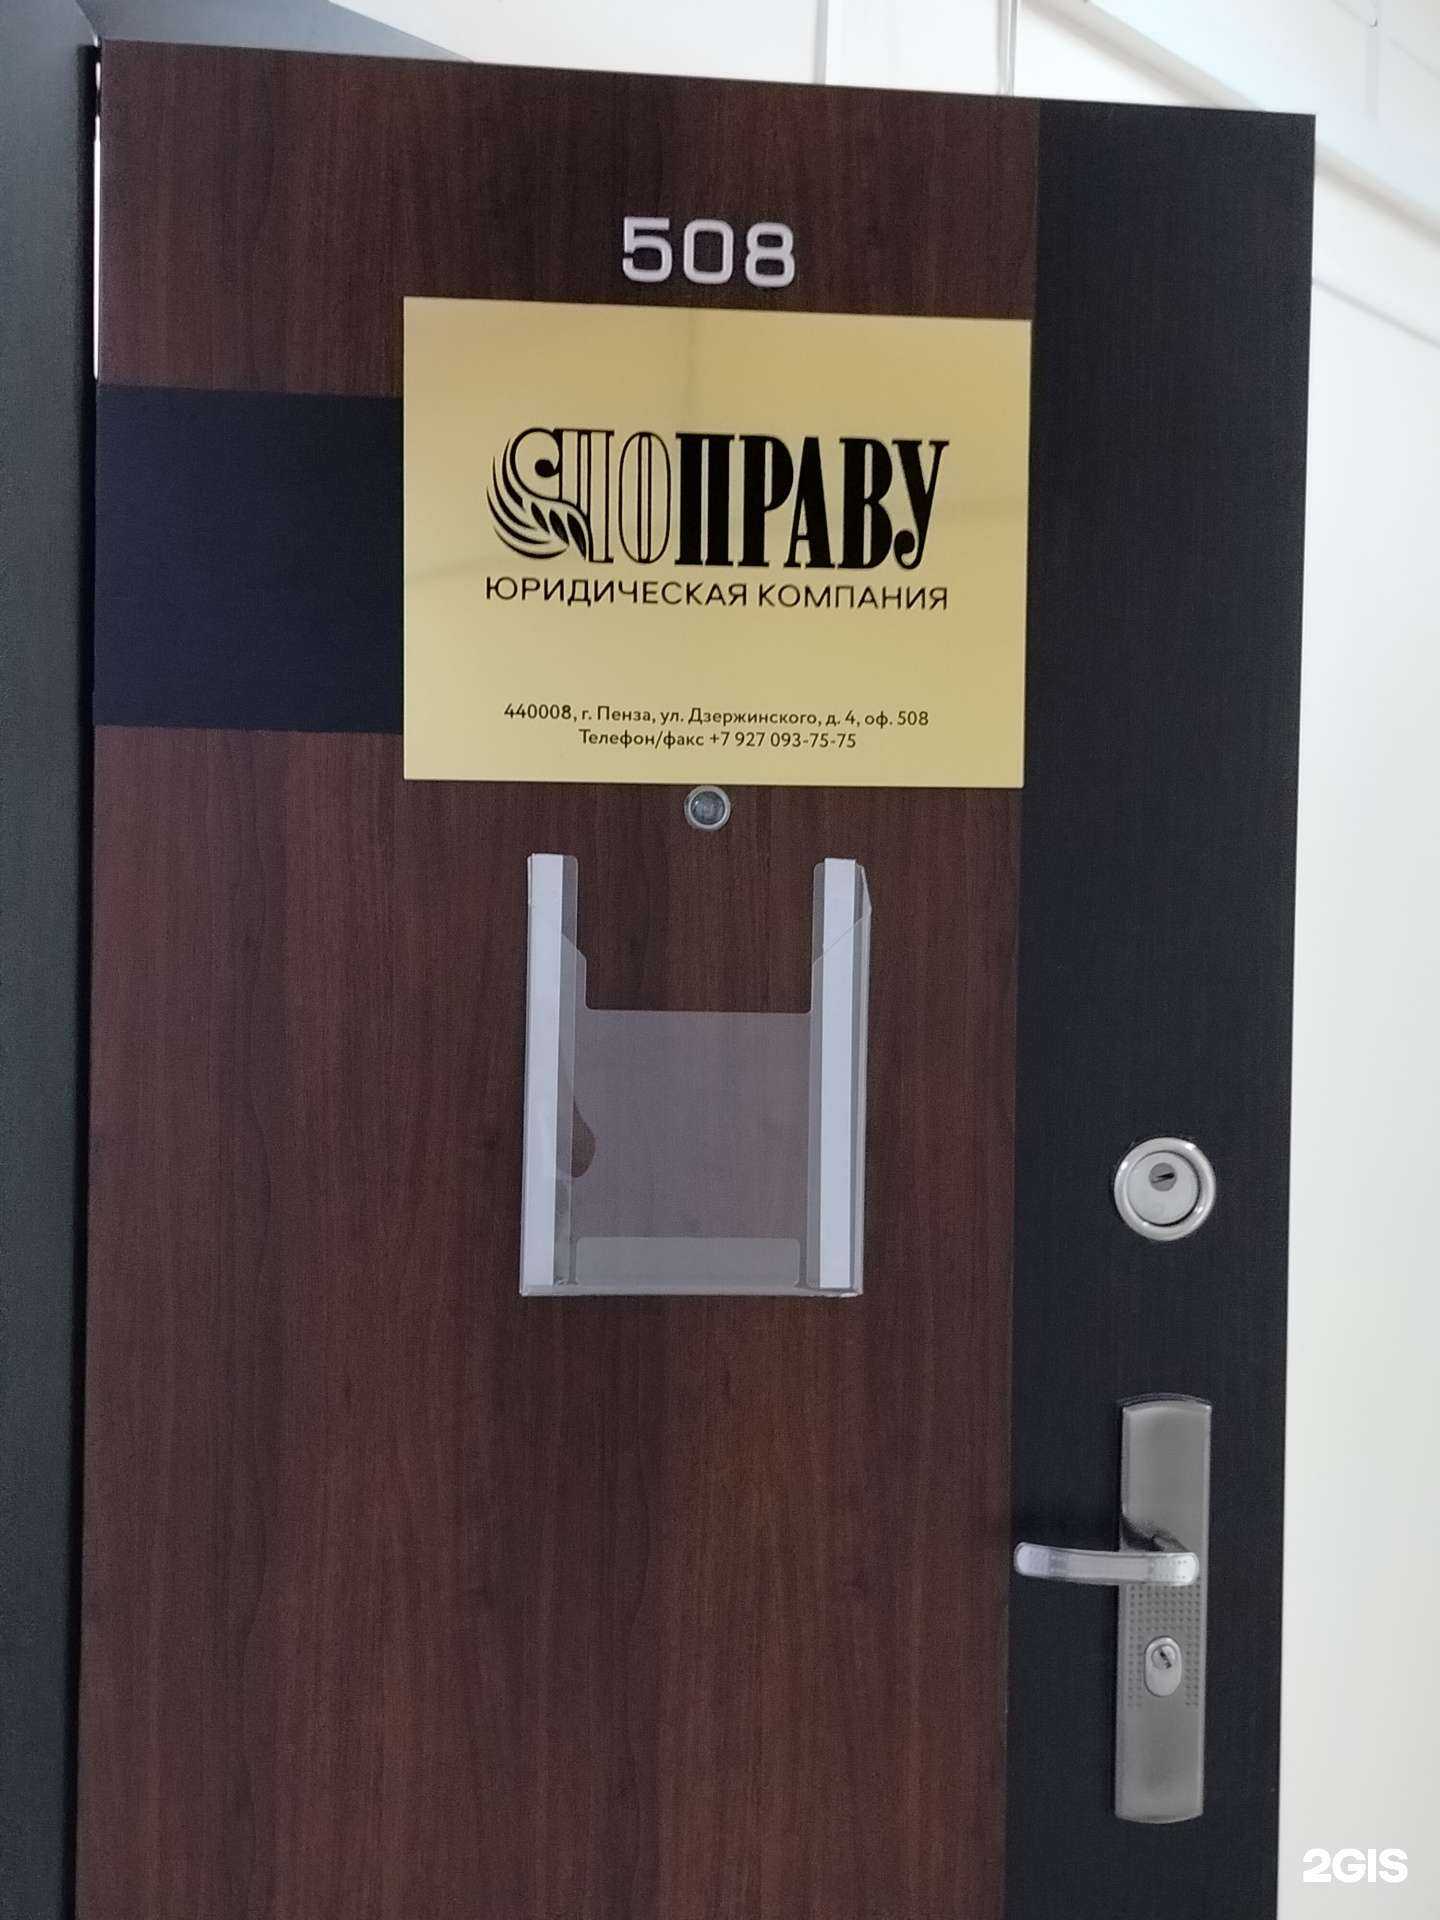 508
ПОПРАВУ
ЮРИДИЧЕСКАЯ КОМПАНИЯ
440008, г. Пенза, ул. Дзержинского, д. 4, оф. 508
Телефон/факс +7 927 093-75-75
2GIS